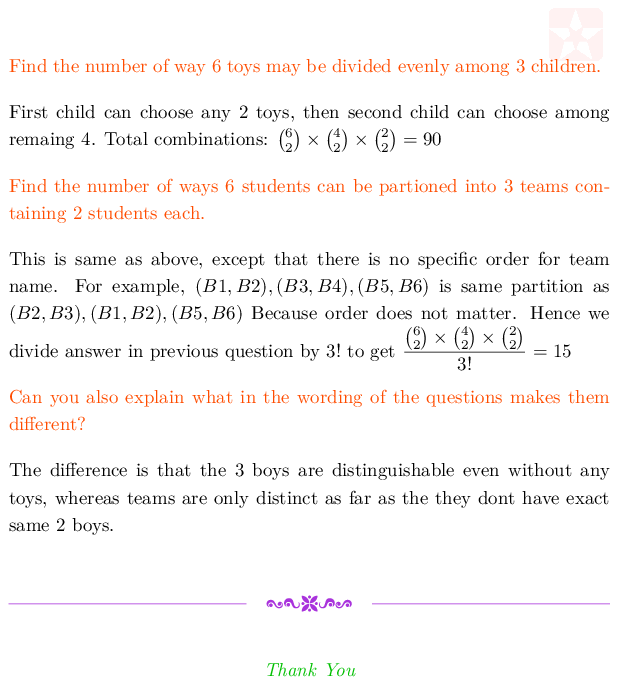 Find the number of way 6 toys may be divided evenly among 3 children.
First child can choose any 2 toys, then second child can choose among
remaing 4. Total combinations: $\binom{6}{2} \times \binom{4}{2} \times \binom{2}{2} = 90$
Find the number of ways 6 students can be partioned into 3 teams con-
taining 2 students each.
This is same as above, except that there is no specific order for team
name. For example, $(B1, B2), (B3, B4), (B5, B6)$ is same partition as
$(B2, B3), (B1, B2), (B5, B6)$ Because order does not matter. Hence we
divide answer in previous question by 3! to get $\frac{\binom{6}{2} \times \binom{4}{2} \times \binom{2}{2}}{3!} = 15$
Can you also explain what in the wording of the questions makes them
different?
The difference is that the 3 boys are distinguishable even without any
toys, whereas teams are only distinct as far as the they dont have exact
same 2 boys.
Thank You